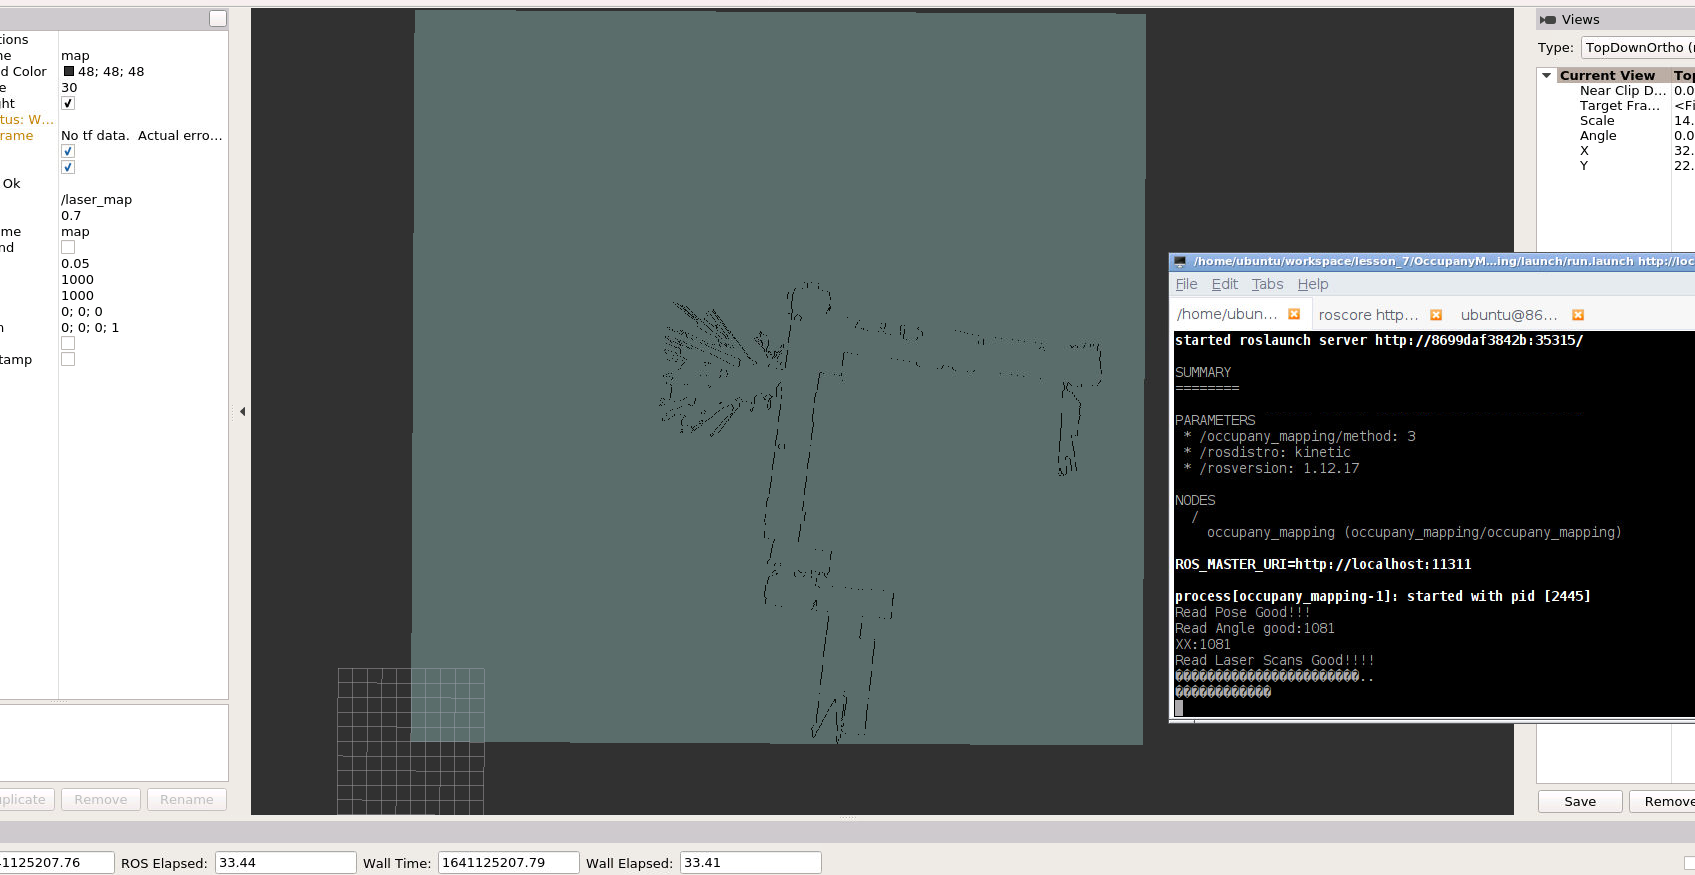 tions
ne map
d Color 48; 48; 48
e 30
ght
tus: W...
rame No tf data. Actual erro...
Ok
/laser_map
0.7
me map
nd
0.05
1000
1000
0; 0; 0
n 0; 0; 0; 1
tamp
plicate Remove Rename
1125207.76 ROS Elapsed: 33.44 Wall Time: 1641125207.79 Wall Elapsed: 33.41
Views
Type: TopDownOrtho (r
Current View Top
Near Clip D... 0.0
Target Fra... <Fi
Scale 14.
Angle 0.0
X 32.
Y 22.
/home/ubuntu/workspace/lesson_7/OccupanyM...ing/launch/run.launch http://loc
File Edit Tabs Help
/home/ubun... roscore http... ubuntu@86...
started roslaunch server http://8699daf3842b:35315/
SUMMARY
========
PARAMETERS
* /occupany_mapping/method: 3
* /rosdistro: kinetic
* /rosversion: 1.12.17
NODES
/
occupany_mapping (occupany_mapping/occupany_mapping)
ROS_MASTER_URI=http://localhost:11311
process[occupany_mapping-1]: started with pid [2445]
Read Pose Good!!!
Read Angle good:1081
XX:1081
Read Laser Scans Good!!!!
�����������������������..
������������
Save Remove